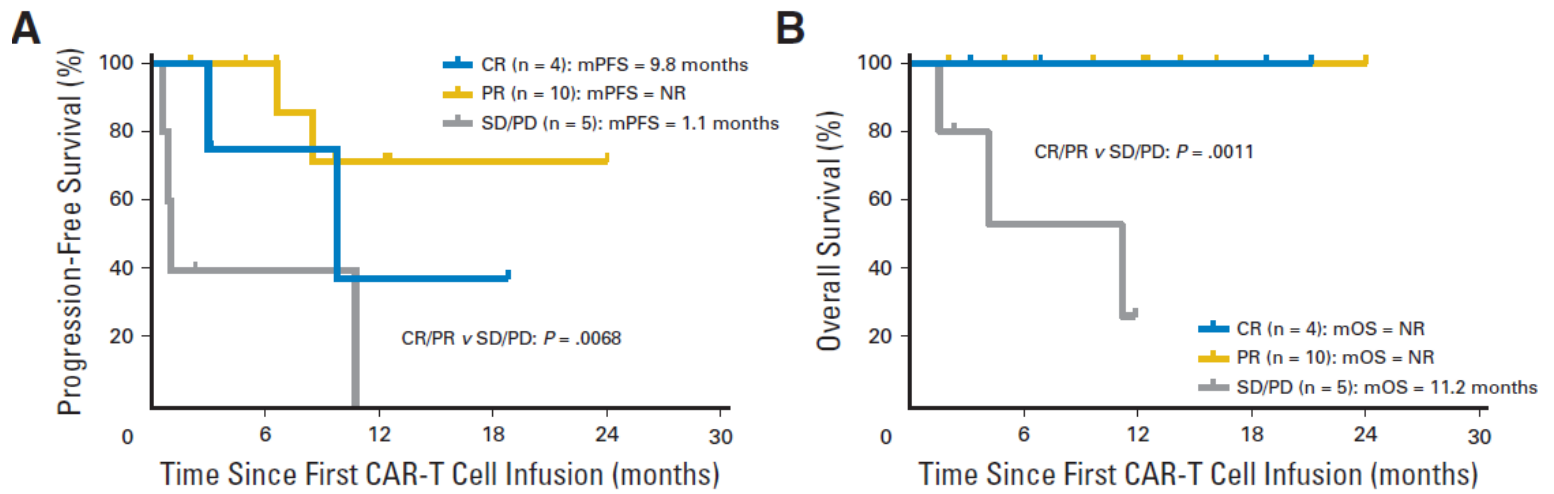 A
Progression-Free Survival (%)
100
80
60
40
20
0
6
12
18
24
30
Time Since First CAR-T Cell Infusion (months)
CR (n = 4): mPFS = 9.8 months
PR (n = 10): mPFS = NR
SD/PD (n = 5): mPFS = 1.1 months
CR/PR v SD/PD: P = .0068
B
Overall Survival (%)
100
80
60
40
20
0
6
12
18
24
30
Time Since First CAR-T Cell Infusion (months)
CR/PR v SD/PD: P = .0011
CR (n = 4): mOS = NR
PR (n = 10): mOS = NR
SD/PD (n = 5): mOS = 11.2 months